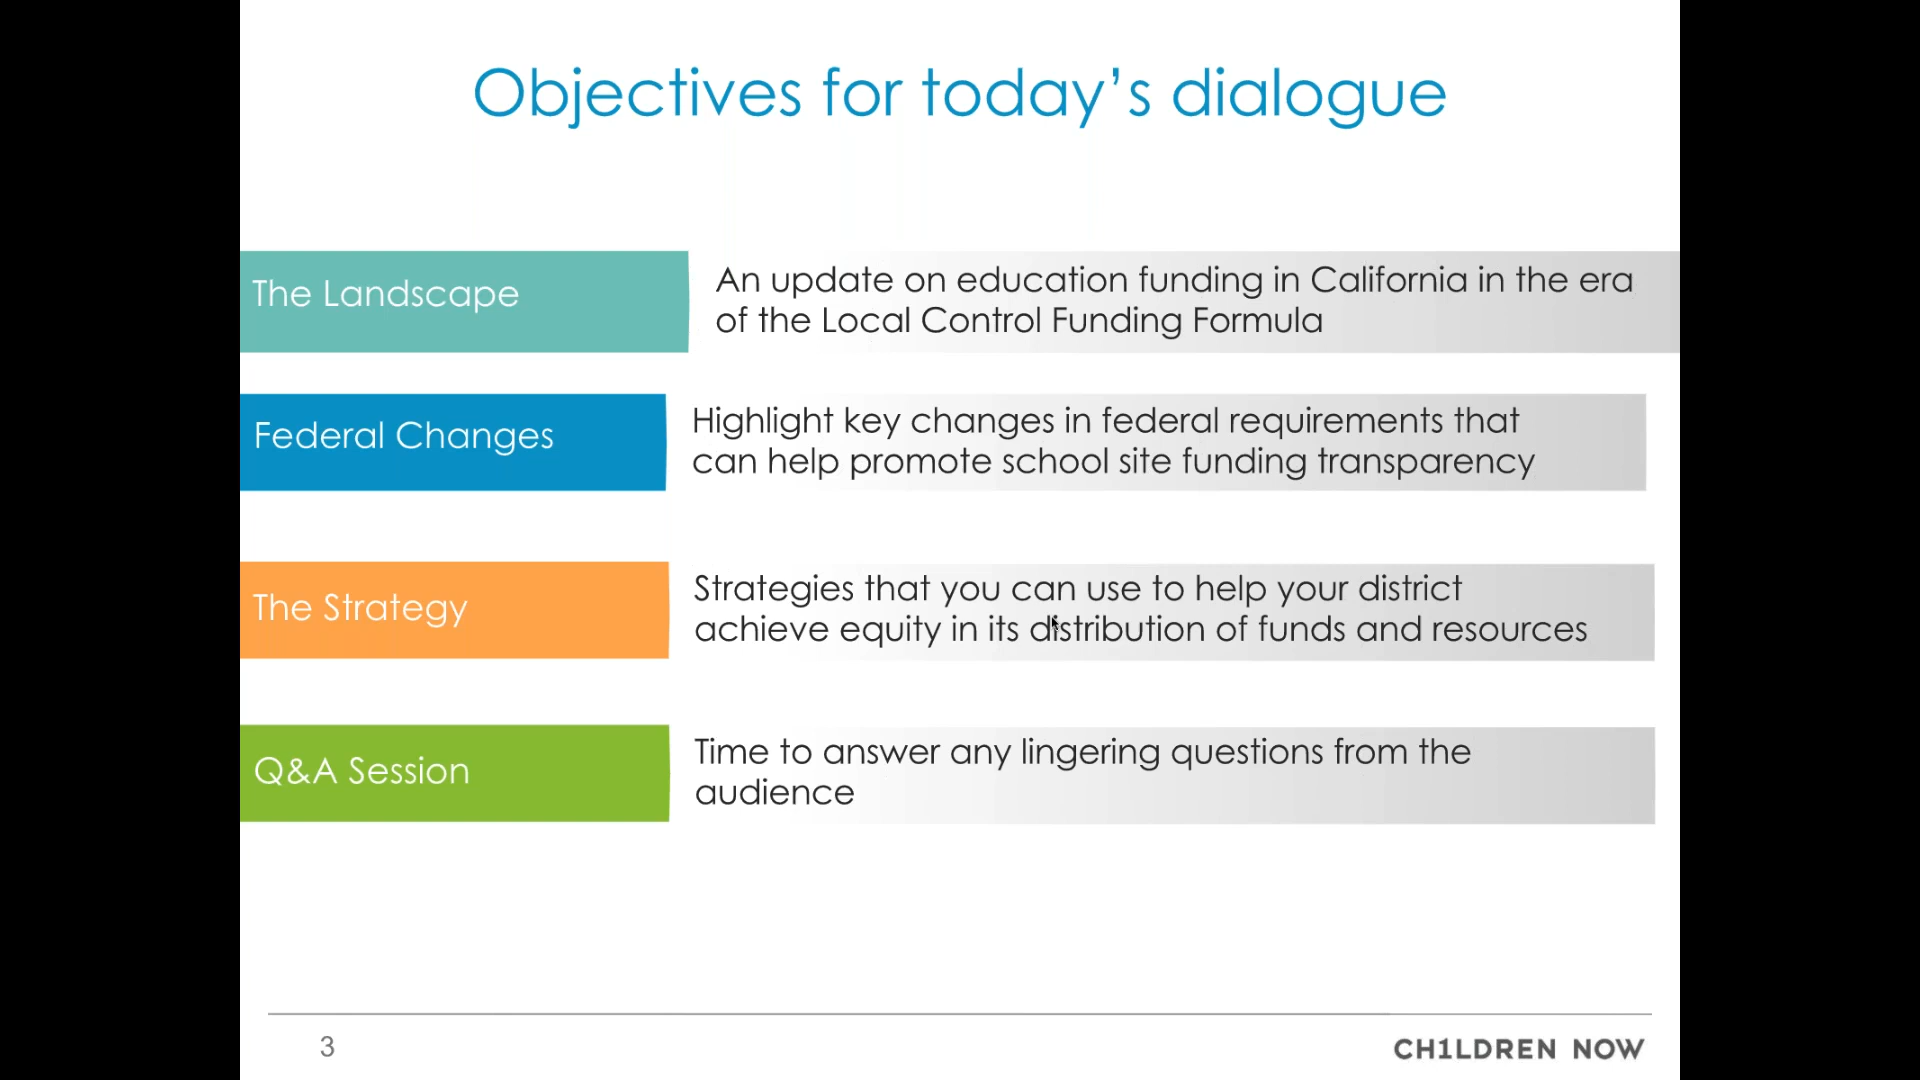 Objectives for today’s dialogue
The Landscape
An update on education funding in California in the era
of the Local Control Funding Formula
Federal Changes
Highlight key changes in federal requirements that
can help promote school site funding transparency
The Strategy
Strategies that you can use to help your district
achieve equity in its distribution of funds and resources
Q&A Session
Time to answer any lingering questions from the
audience
3
CH1LDREN NOW